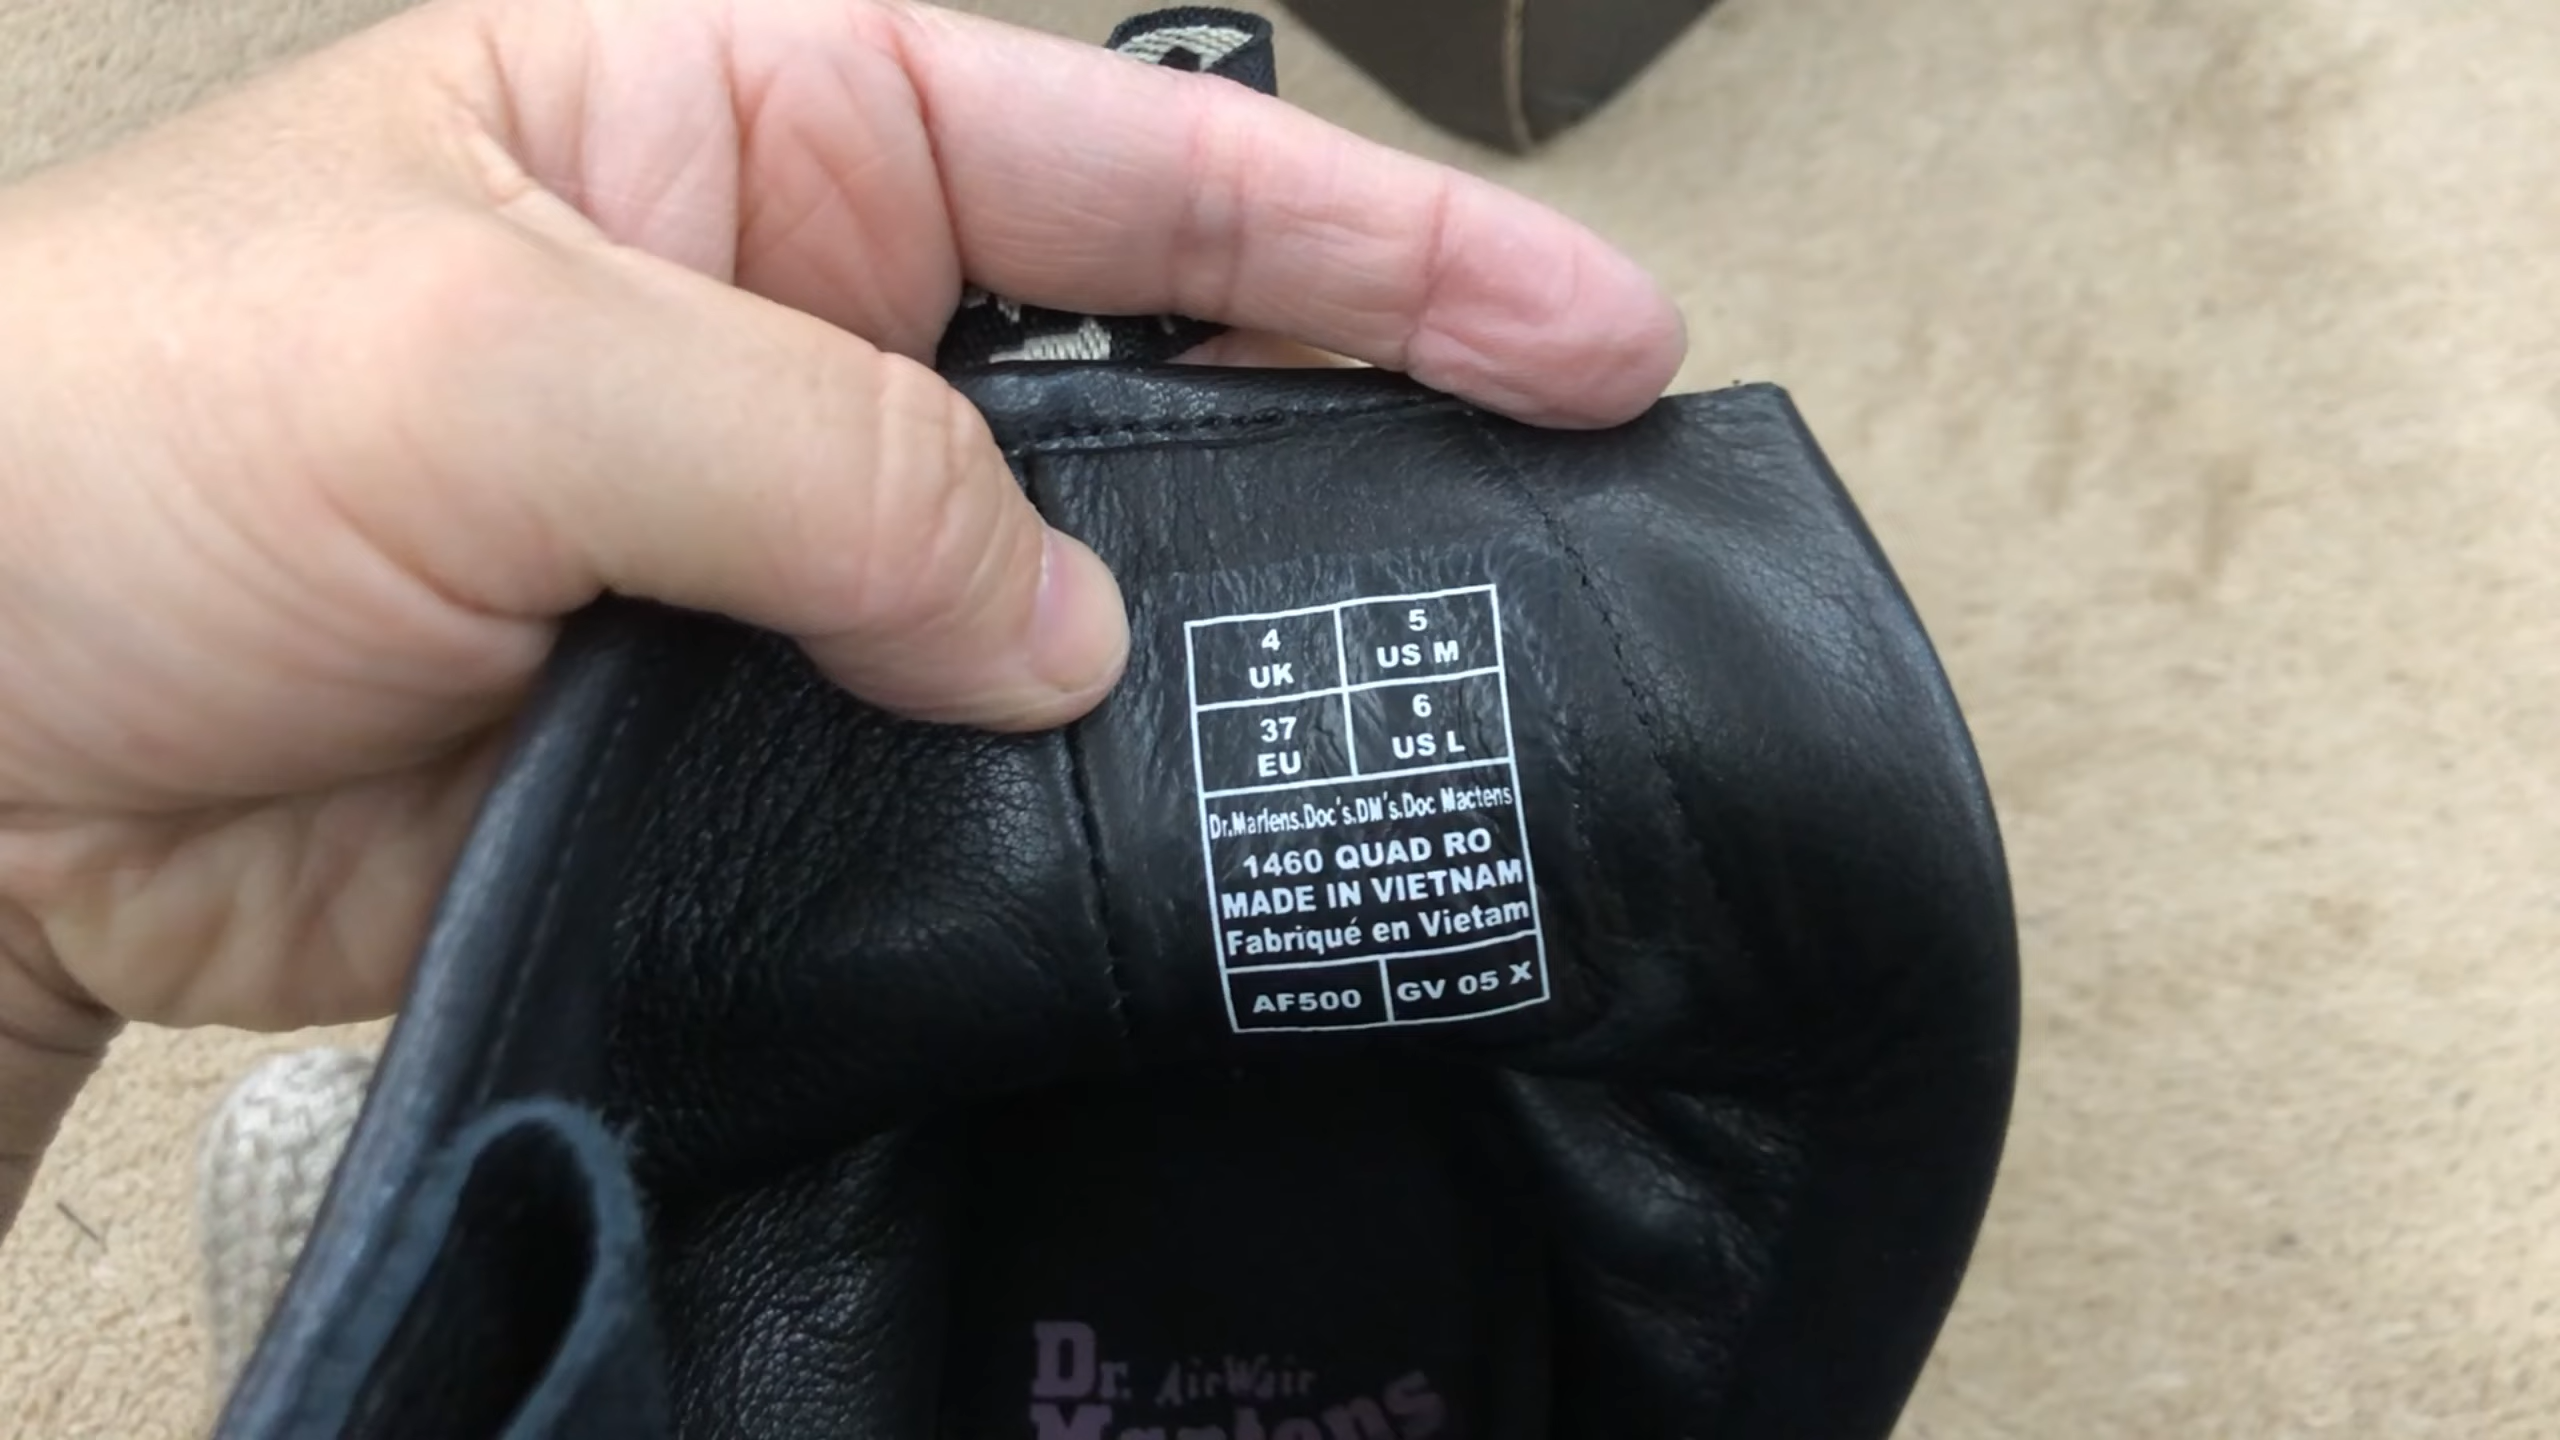 4 5
UK US M
37 6
EU US L
Dr.Marlens.Doc's.DM's.Doc Mactens
1460 QUAD RO
MADE IN VIETNAM
Fabriqué en Vietam
AF500 GV 05 X
Dr. AirWair
Martens